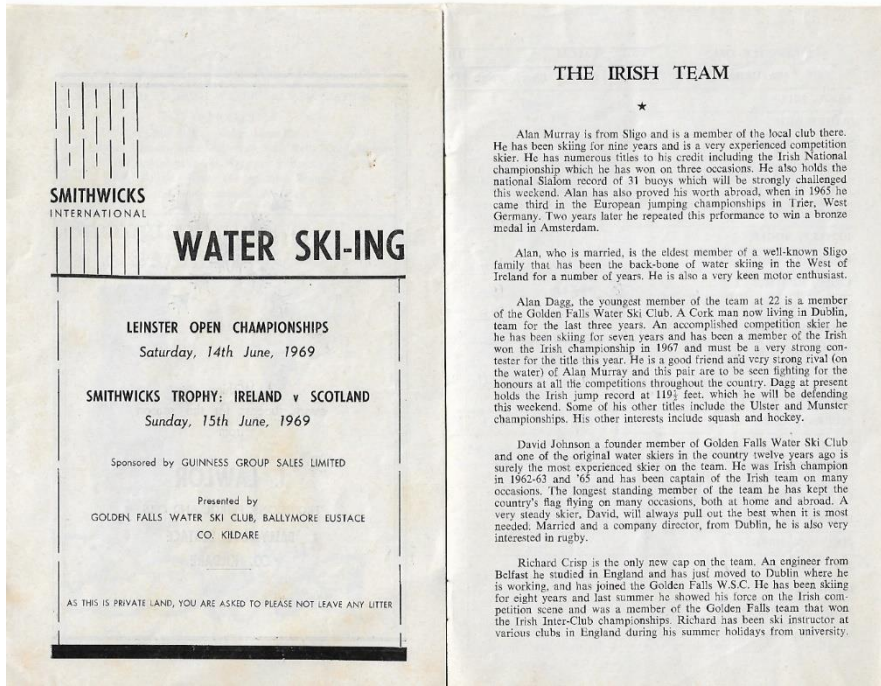 SMITHWICKS
INTERNATIONAL
WATER SKI-ING
LEINSTER OPEN CHAMPIONSHIPS
Saturday, 14th June, 1969
SMITHWICKS TROPHY: IRELAND v SCOTLAND
Sunday, 15th June, 1969
Sponsored by GUINNESS GROUP SALES LIMITED
Presented by
GOLDEN FALLS WATER SKI CLUB, BALLYMORE EUSTACE
CO. KILDARE
AS THIS IS PRIVATE LAND, YOU ARE ASKED TO PLEASE NOT LEAVE ANY LITTER
THE IRISH TEAM
★
Alan Murray is from Sligo and is a member of the local club there.
He has been skiing for nine years and is a very experienced competition
skier. He has numerous titles to his credit including the Irish National
championship which he has won on three occasions. He also holds the
national Slalom record of 31 buoys which will be strongly challenged
this weekend. Alan has also proved his worth abroad, when in 1965 he
came third in the European jumping championships in Trier, West
Germany. Two years later he repeated this prformance to win a bronze
medal in Amsterdam.
Alan, who is married, is the eldest member of a well-known Sligo
family that has been the back-bone of water skiing in the West of
Ireland for a number of years. He is also a very keen motor enthusiast.
Alan Dagg, the youngest member of the team at 22 is a member
of the Golden Falls Water Ski Club. A Cork man now living in Dublin,
team for the last three years. An accomplished competition skier he
he has been skiing for seven years and has been a member of the Irish
won the Irish championship in 1967 and must be a very strong con-
tester for the title this year. He is a good friend and very strong rival (on
the water) of Alan Murray and this pair are to be seen fighting for the
honours at all the competitions throughout the country. Dagg at present
holds the Irish jump record at 119½ feet. which he will be defending
this weekend. Some of his other titles include the Ulster and Munster
championships. His other interests include squash and hockey.
David Johnson a founder member of Golden Falls Water Ski Club
and one of the original water skiers in the country twelve years ago is
surely the most experienced skier on the team. He was Irish champion
in 1962-63 and '65 and has been captain of the Irish team on many
occasions. The longest standing member of the team he has kept the
country's flag flying on many occasions, both at home and abroad. A
very steady skier, David, will always pull out the best when it is most
needed. Married and a company director, from Dublin, he is also very
interested in rugby.
Richard Crisp is the only new cap on the team. An engineer from
Belfast he studied in England and has just moved to Dublin where he
is working, and has joined the Golden Falls W.S.C. He has been skiing
for eight years and last summer he showed his force on the Irish com-
petition scene and was a member of the Golden Falls team that won
the Irish Inter-Club championships. Richard has been ski instructor at
various clubs in England during his summer holidays from university.